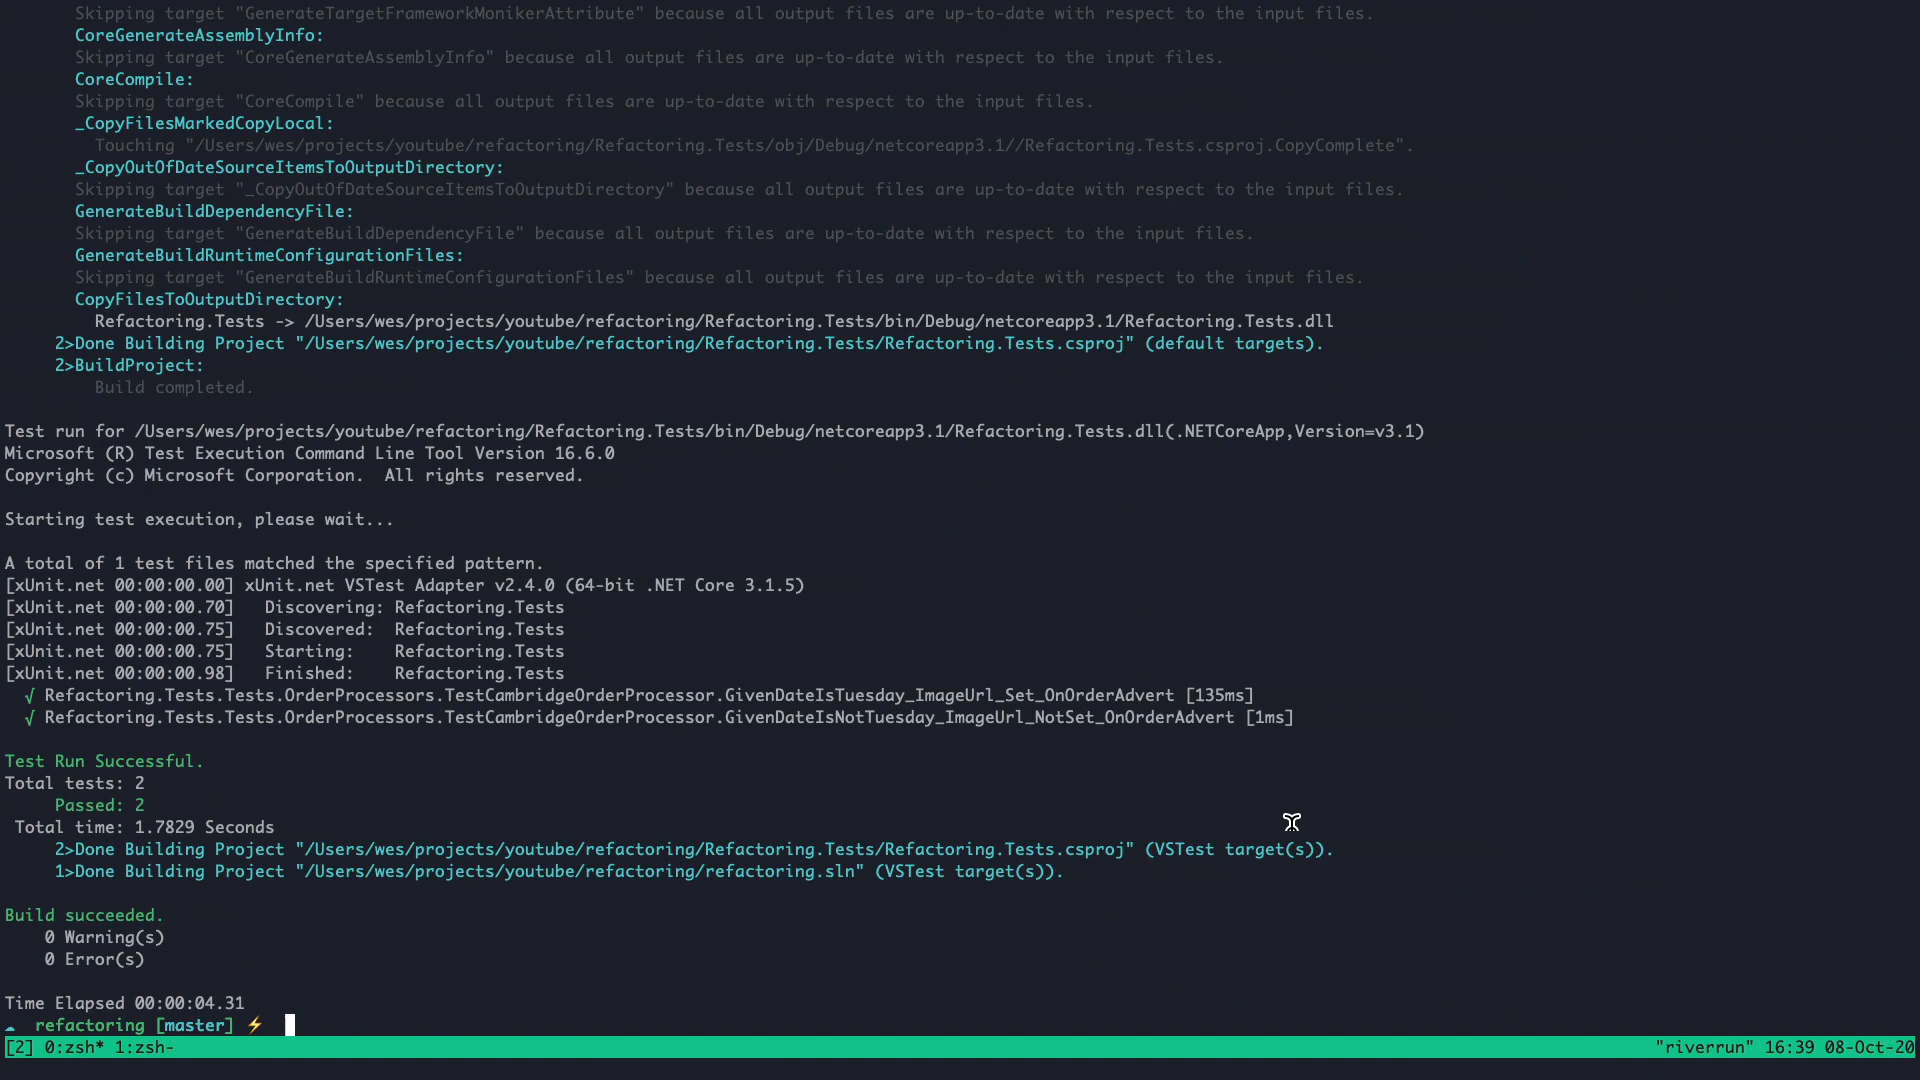 Skipping target "GenerateTargetFrameworkMonikerAttribute" because all output files are up-to-date with respect to the input files.
CoreGenerateAssemblyInfo:
Skipping target "CoreGenerateAssemblyInfo" because all output files are up-to-date with respect to the input files.
CoreCompile:
Skipping target "CoreCompile" because all output files are up-to-date with respect to the input files.
_CopyFilesMarkedCopyLocal:
Touching "/Users/wes/projects/youtube/refactoring/Refactoring.Tests/obj/Debug/netcoreapp3.1//Refactoring.Tests.csproj.CopyComplete".
_CopyOutOfDateSourceItemsToOutputDirectory:
Skipping target "_CopyOutOfDateSourceItemsToOutputDirectory" because all output files are up-to-date with respect to the input files.
GenerateBuildDependencyFile:
Skipping target "GenerateBuildDependencyFile" because all output files are up-to-date with respect to the input files.
GenerateBuildRuntimeConfigurationFiles:
Skipping target "GenerateBuildRuntimeConfigurationFiles" because all output files are up-to-date with respect to the input files.
CopyFilesToOutputDirectory:
Refactoring.Tests -> /Users/wes/projects/youtube/refactoring/Refactoring.Tests/bin/Debug/netcoreapp3.1/Refactoring.Tests.dll
2>Done Building Project "/Users/wes/projects/youtube/refactoring/Refactoring.Tests/Refactoring.Tests.csproj" (default targets).
2>BuildProject:
Build completed.
Test run for /Users/wes/projects/youtube/refactoring/Refactoring.Tests/bin/Debug/netcoreapp3.1/Refactoring.Tests.dll(.NETCoreApp,Version=v3.1)
Microsoft (R) Test Execution Command Line Tool Version 16.6.0
Copyright (c) Microsoft Corporation.  All rights reserved.
Starting test execution, please wait...
A total of 1 test files matched the specified pattern.
[xUnit.net 00:00:00.00] xUnit.net VSTest Adapter v2.4.0 (64-bit .NET Core 3.1.5)
[xUnit.net 00:00:00.70]   Discovering: Refactoring.Tests
[xUnit.net 00:00:00.75]   Discovered:  Refactoring.Tests
[xUnit.net 00:00:00.75]   Starting:    Refactoring.Tests
[xUnit.net 00:00:00.98]   Finished:    Refactoring.Tests
√ Refactoring.Tests.Tests.OrderProcessors.TestCambridgeOrderProcessor.GivenDateIsTuesday_ImageUrl_Set_OnOrderAdvert [135ms]
√ Refactoring.Tests.Tests.OrderProcessors.TestCambridgeOrderProcessor.GivenDateIsNotTuesday_ImageUrl_NotSet_OnOrderAdvert [1ms]
Test Run Successful.
Total tests: 2
Passed: 2
Total time: 1.7829 Seconds
2>Done Building Project "/Users/wes/projects/youtube/refactoring/Refactoring.Tests/Refactoring.Tests.csproj" (VSTest target(s)).
1>Done Building Project "/Users/wes/projects/youtube/refactoring/refactoring.sln" (VSTest target(s)).
Build succeeded.
0 Warning(s)
0 Error(s)
Time Elapsed 00:00:04.31
☁  refactoring [master] ⚡
[2] 0:zsh* 1:zsh- "riverrun" 16:39 08-Oct-20